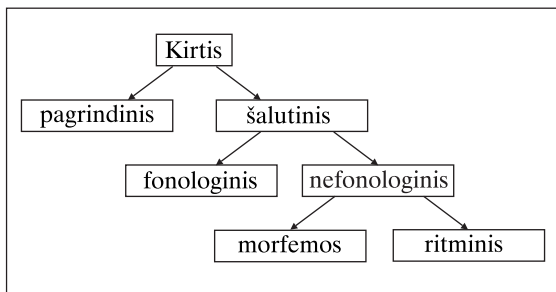 Kirtis
pagrindinis
šalutinis
fonologinis
nefonologinis
morfemos
ritminis